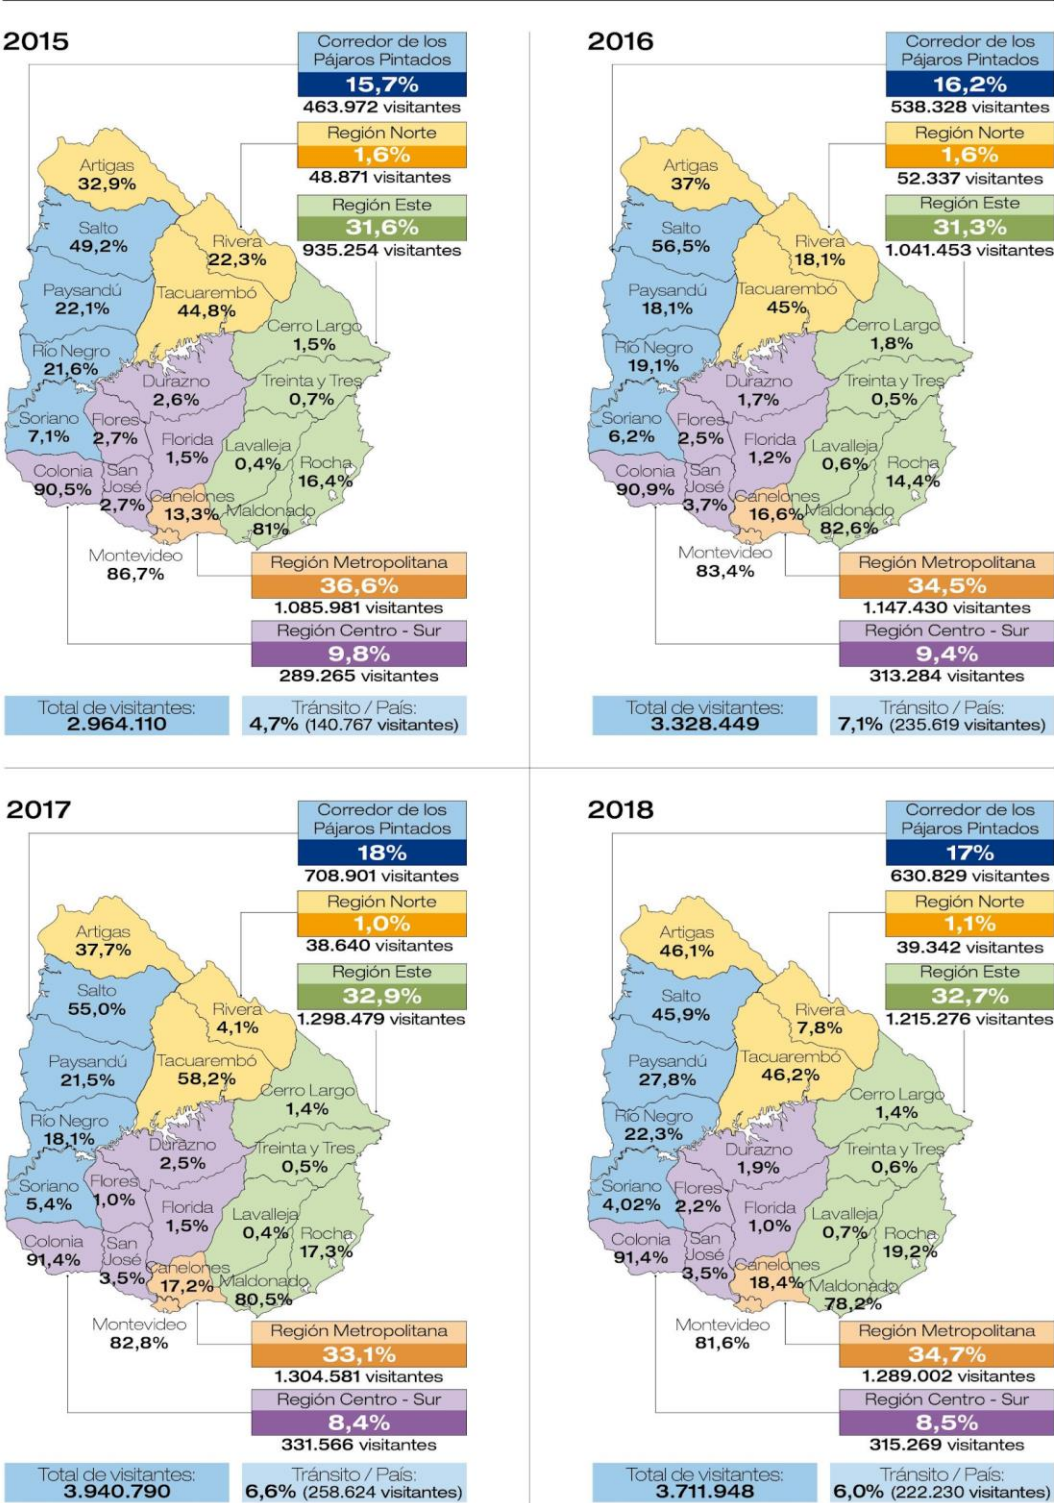 2015
Corredor de los
Pájaros Pintados
15,7%
463.972 visitantes
Región Norte
1,6%
48.871 visitantes
Región Este
31,6%
935.254 visitantes
Artigas
32,9%
Salto
49,2%
Rivera
22,3%
Paysandú
22,1%
Tacuarembó
44,8%
Cerro Largo
1,5%
Río Negro
21,6%
Durazno
2,6%
Treinta y Tres
0,7%
Soriano
7,1%
Flores
2,7%
Florida
1,5%
Lavalleja
0,4%
Rocha
16,4%
Colonia
90,5%
San
José
2,7%
Canelones
13,3%
Maldonado
81%
Montevideo
86,7%
Región Metropolitana
36,6%
1.085.981 visitantes
Región Centro - Sur
9,8%
289.265 visitantes
Total de visitantes:
2.964.110
Tránsito / País:
4,7% (140.767 visitantes)
2016
Corredor de los
Pájaros Pintados
16,2%
538.328 visitantes
Región Norte
1,6%
52.337 visitantes
Región Este
31,3%
1.041.453 visitantes
Artigas
37%
Salto
56,5%
Rivera
18,1%
Paysandú
18,1%
Tacuarembó
45%
Cerro Largo
1,8%
Río Negro
19,1%
Durazno
1,7%
Treinta y Tres
0,5%
Soriano
6,2%
Flores
2,5%
Florida
1,2%
Lavalleja
0,6%
Rocha
14,4%
Colonia
90,9%
San
José
3,7%
Canelones
16,6%
Maldonado
82,6%
Montevideo
83,4%
Región Metropolitana
34,5%
1.147.430 visitantes
Región Centro - Sur
9,4%
313.284 visitantes
Total de visitantes:
3.328.449
Tránsito / País:
7,1% (235.619 visitantes)
2017
Corredor de los
Pájaros Pintados
18%
708.901 visitantes
Región Norte
1,0%
38.640 visitantes
Región Este
32,9%
1.298.479 visitantes
Artigas
37,7%
Salto
55,0%
Rivera
4,1%
Paysandú
21,5%
Tacuarembó
58,2%
Cerro Largo
1,4%
Río Negro
18,1%
Durazno
2,5%
Treinta y Tres
0,5%
Soriano
5,4%
Flores
1,0%
Florida
1,5%
Lavalleja
0,4%
Rocha
17,3%
Colonia
91,4%
San
José
3,5%
Canelones
17,2%
Maldonado
80,5%
Montevideo
82,8%
Región Metropolitana
33,1%
1.304.581 visitantes
Región Centro - Sur
8,4%
331.566 visitantes
Total de visitantes:
3.940.790
Tránsito / País:
6,6% (258.624 visitantes)
2018
Corredor de los
Pájaros Pintados
17%
630.829 visitantes
Región Norte
1,1%
39.342 visitantes
Región Este
32,7%
1.215.276 visitantes
Artigas
46,1%
Salto
45,9%
Rivera
7,8%
Paysandú
27,8%
Tacuarembó
46,2%
Cerro Largo
1,4%
Río Negro
22,3%
Durazno
1,9%
Treinta y Tres
0,6%
Soriano
4,02%
Flores
2,2%
Florida
1,0%
Lavalleja
0,7%
Rocha
19,2%
Colonia
91,4%
San
José
3,5%
Canelones
18,4%
Maldonado
78,2%
Montevideo
81,6%
Región Metropolitana
34,7%
1.289.002 visitantes
Región Centro - Sur
8,5%
315.269 visitantes
Total de visitantes:
3.711.948
Tránsito / País:
6,0% (222.230 visitantes)